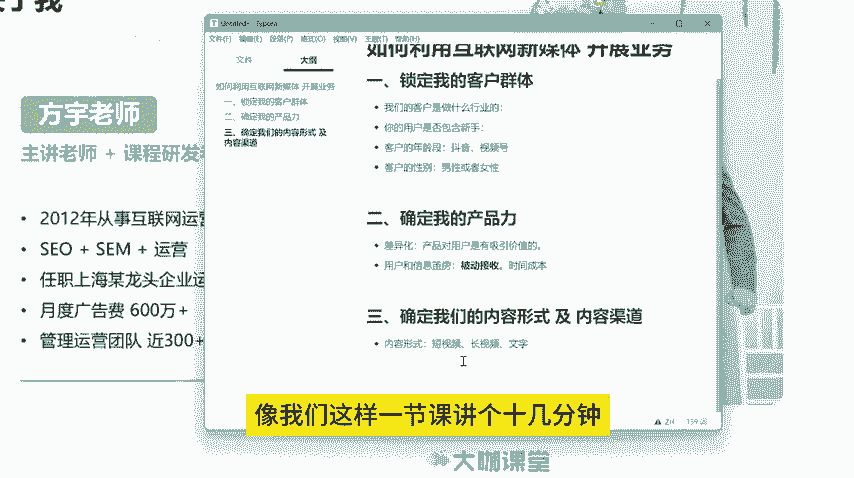 关于我
方宇老师
主讲老师 + 课程研发
2012年从事互联网运营
SEO + SEM + 运营
任职上海某龙头企业运
月度广告费 600万+
管理运营团队 近300+
Untitled - Typora
文件(F) 编辑(E) 段落(P) 格式(O) 视图(V) 主题(T) 帮助(H)
文件 大纲
如何利用互联网新媒体 开展业务
一、锁定我的客户群体
二、确定我的产品力
三、确定我们的内容形式 及
内容渠道
如何利用互联网新媒体 开展业务
一、锁定我的客户群体
我们的客户是做什么行业的:
你的用户是否包含新手:
客户的年龄段:抖音、视频号
客户的性别:男性或者女性
二、确定我的产品力
差异化:产品对用户是有吸引价值的。
用户和信息茧房:被动接收。时间成本
三、确定我们的内容形式 及 内容渠道
内容形式:短视频、长视频、文字
像我们这样一节课讲个十几分钟
大咖课堂